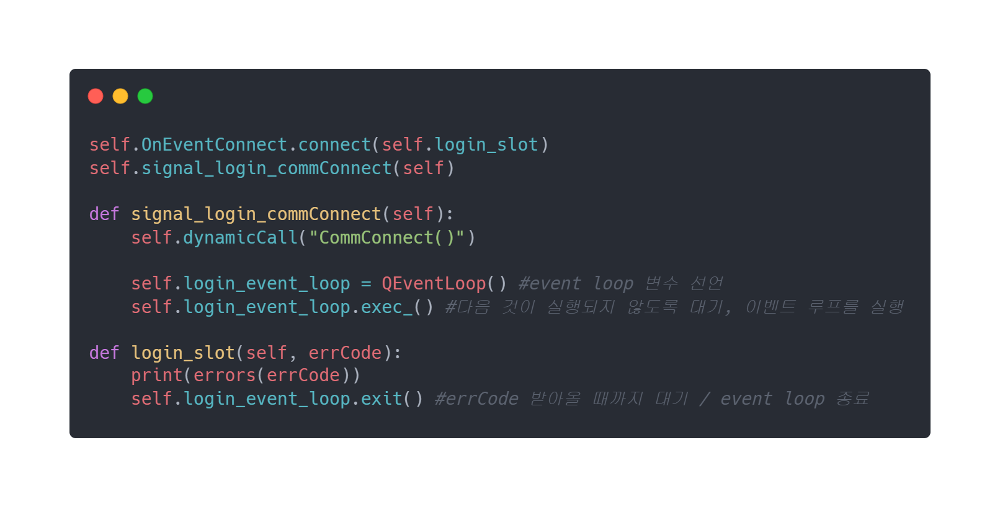 self.OnEventConnect.connect(self.login_slot)
self.signal_login_commConnect(self)
def signal_login_commConnect(self):
self.dynamicCall("CommConnect()")
self.login_event_loop = QEventLoop() #event loop 변수 선언
self.login_event_loop.exec_() #다음 것이 실행되지 않도록 대기, 이벤트 루프를 실행
def login_slot(self, errCode):
print(errors(errCode))
self.login_event_loop.exit() #errCode 받아올 때까지 대기 / event loop 종료